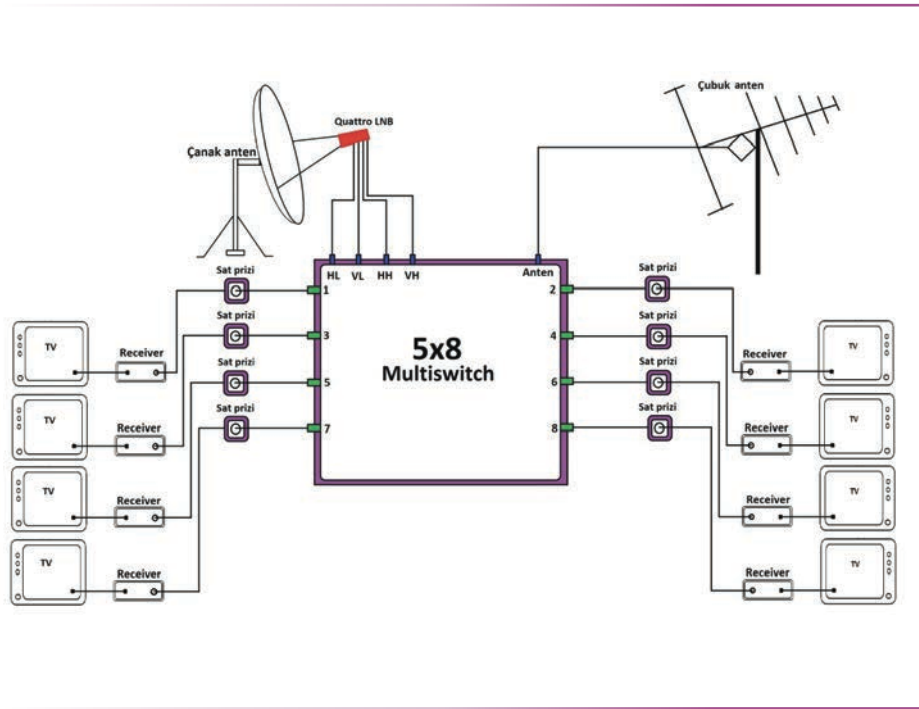 Çubuk anten
Quattro LNB
Çanak anten
HL VL HH VH Anten
Sat prizi
1
2
Sat prizi
Sat prizi
3
4
Sat prizi
Sat prizi
5
6
Sat prizi
Sat prizi
7
8
Sat prizi
5x8
Multiswitch
TV
Receiver
Receiver
TV
TV
Receiver
Receiver
TV
TV
Receiver
Receiver
TV
TV
Receiver
Receiver
TV